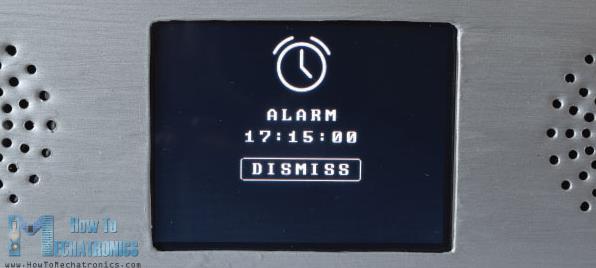 ALARM
17:15:00
DISMISS
How To
Mechatronics
www.HowToMechatronics.com